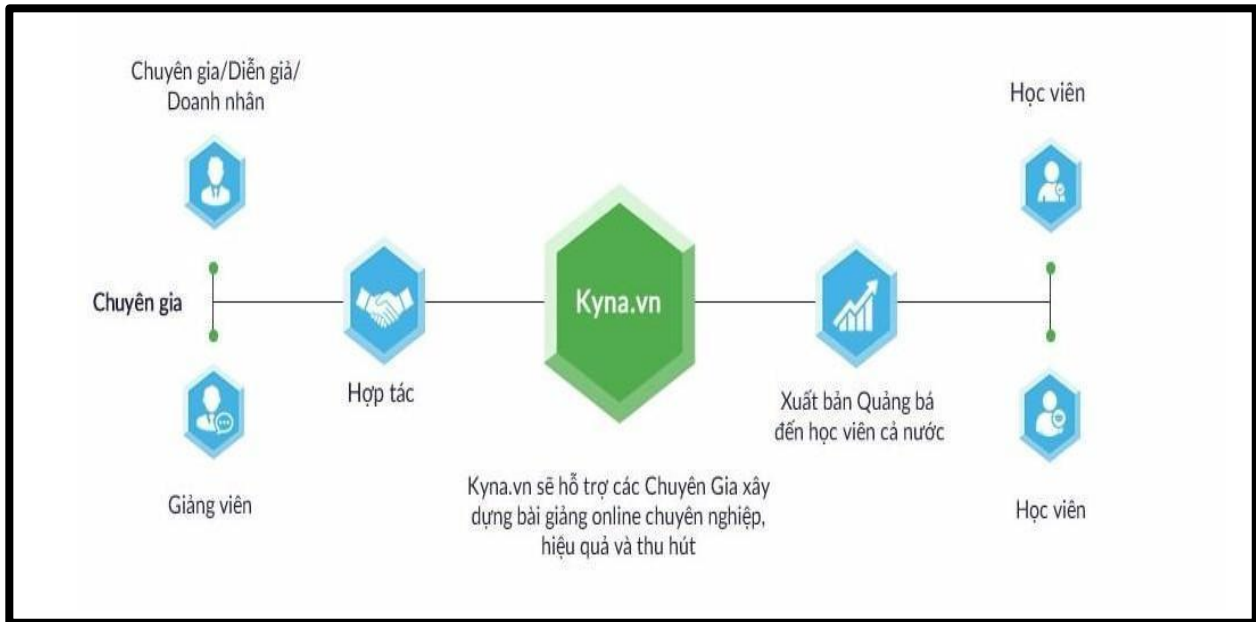 Chuyên gia/Diễn giả/
Doanh nhân
Học viên
Chuyên gia
Kyna.vn
Hợp tác
Xuất bản Quảng bá
đến học viên cả nước
Giảng viên
Kyna.vn sẽ hỗ trợ các Chuyên Gia xây
dựng bài giảng online chuyên nghiệp,
hiệu quả và thu hút
Học viên